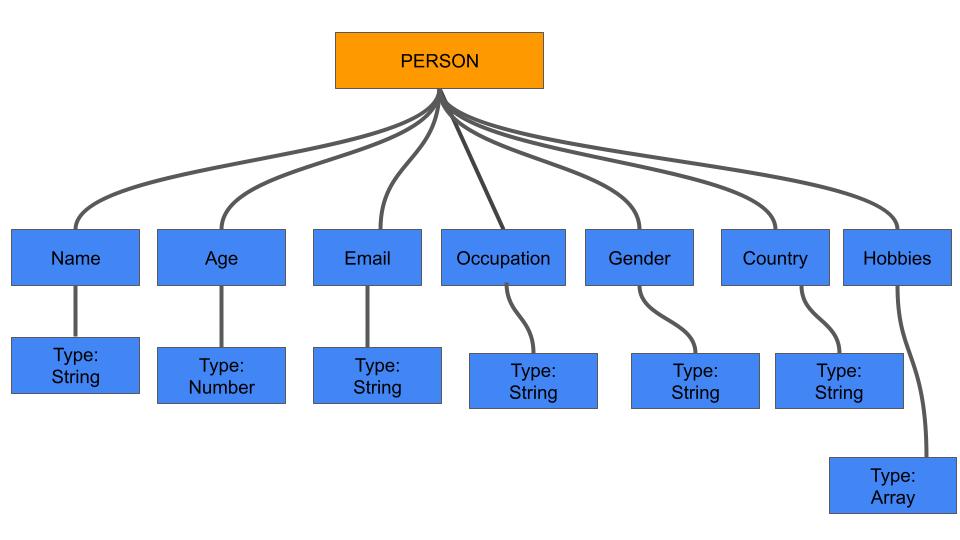 PERSON
Name
Age
Email
Occupation
Gender
Country
Hobbies
Type:
String
Type:
Number
Type:
String
Type:
String
Type:
String
Type:
String
Type:
Array